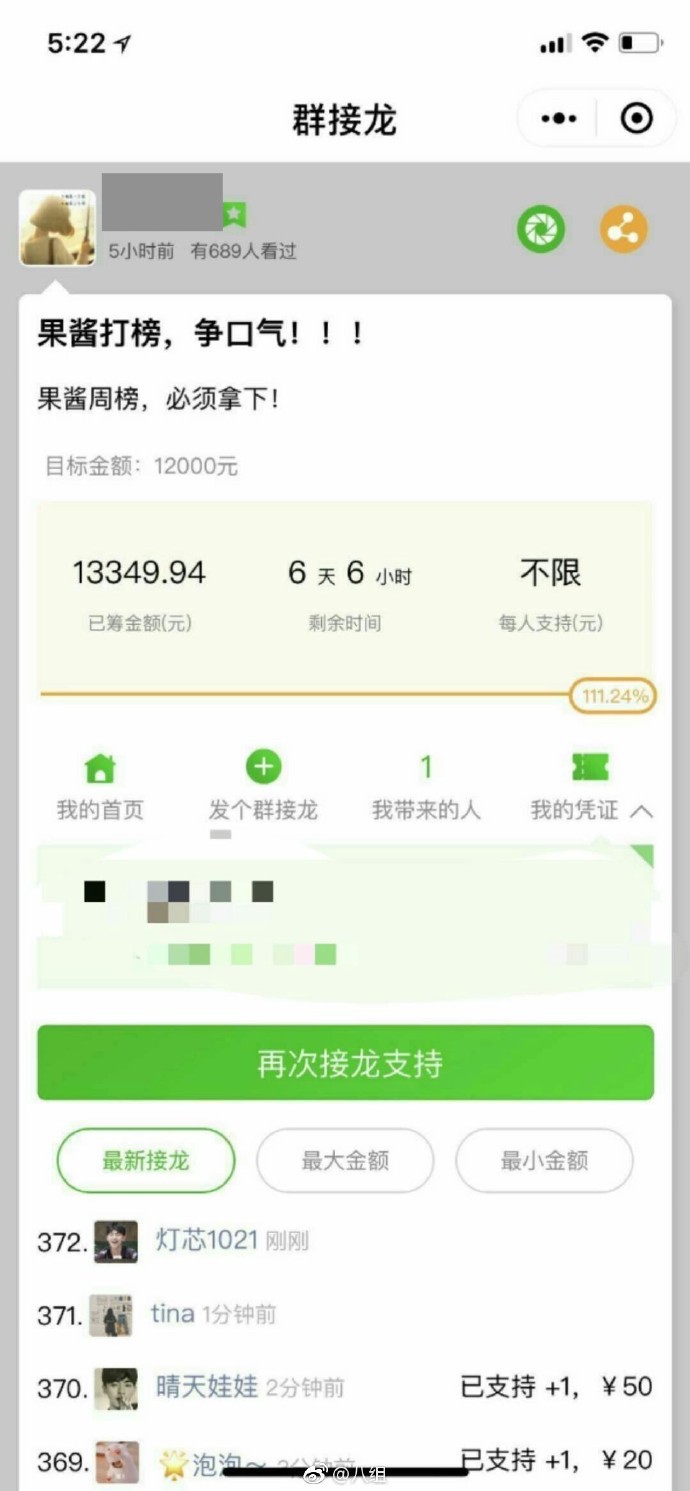 5:22
群接龙
5小时前 有689人看过
果酱打榜，争口气！！！
果酱周榜，必须拿下！
目标金额：12000元
13349.94 6 天 6 小时 不限
已筹金额(元) 剩余时间 每人支持(元)
111.24%
1
我的首页 发个群接龙 我带来的人 我的凭证
再次接龙支持
最新接龙 最大金额 最小金额
372. 灯芯1021 刚刚
371. tina 1分钟前
370. 晴天娃娃 2分钟前 已支持 +1, ￥50
369. 泡泡～ 已支持 +1, ￥20
@八组